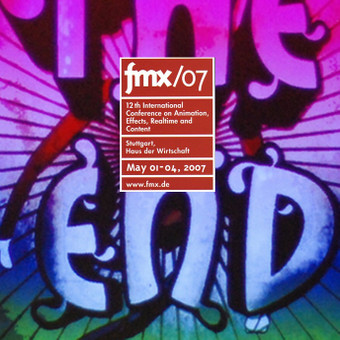 THE
fmx/07
12th International
Conference on Animation,
Effects, Realtime and
Content
Stuttgart,
Haus der Wirtschaft
May 01-04, 2007
www.fmx.de
END